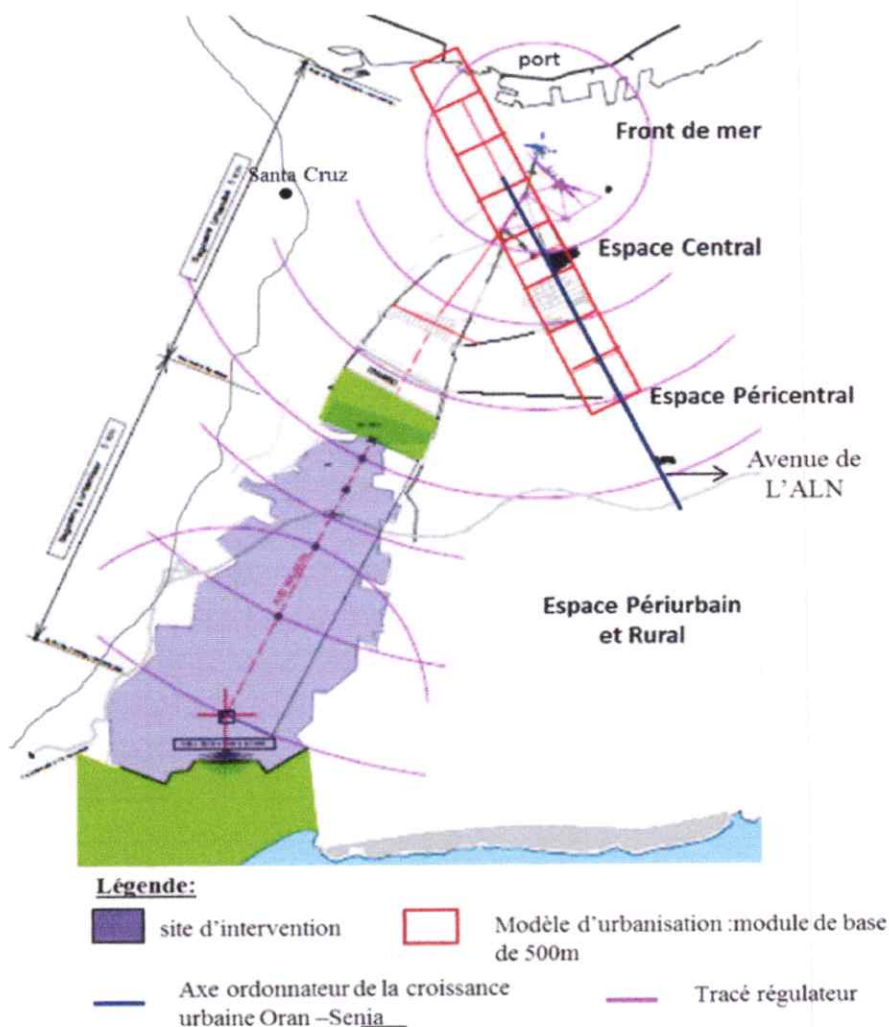 port
Front de mer
Santa Cruz
Espace Central
Espace Péricentral
Avenue de
L'ALN
Espace Périurbain
et Rural
Légende:
site d'intervention
Modèle d'urbanisation :module de base
de 500m
Axe ordonnateur de la croissance
urbaine Oran –Senia
Tracé régulateur